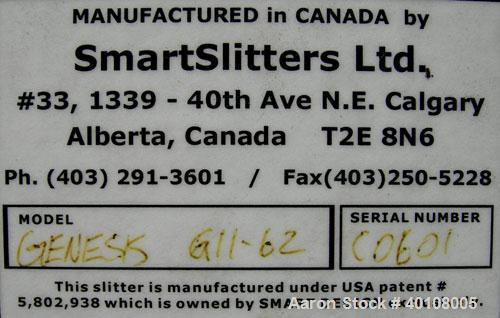 MANUFACTURED in CANADA by
SmartSlitters Ltd.
#33, 1339 - 40th Ave N.E. Calgary
Alberta, Canada T2E 8N6
Ph. (403) 291-3601 / Fax(403)250-5228
MODEL
GENESIS G11-62
SERIAL NUMBER
C0601
This slitter is manufactured under USA patent #
5,802,938 which is owned by
Aaron Stock # 40108005